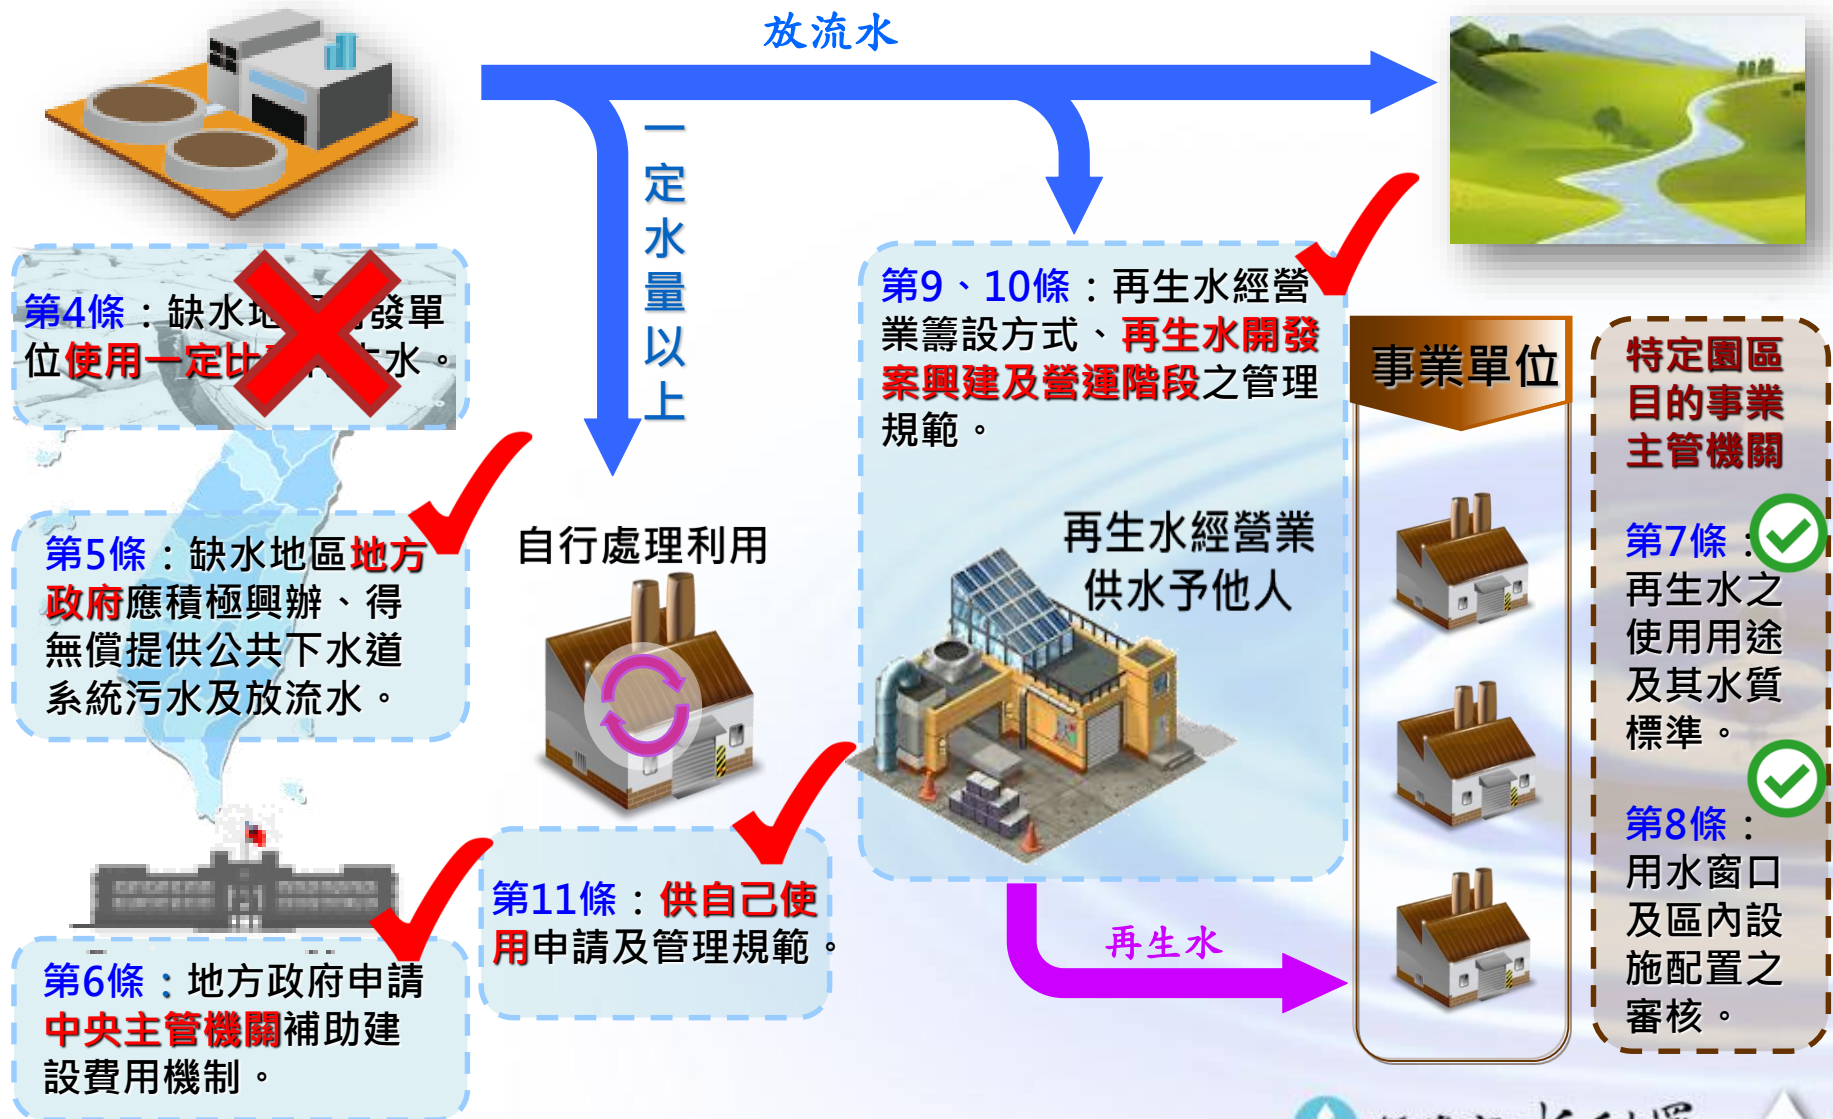 放流水
一定水量以上
第4條：缺水地
發單
位使用一定比
水。
第5條：缺水地區地方
政府應積極興辦、得
無償提供公共下水道
系統污水及放流水。
第6條：地方政府申請
中央主管機關補助建
設費用機制。
自行處理利用
第11條：供自己使
用申請及管理規範。
第9、10條：再生水經營
業籌設方式、再生水開發
案興建及營運階段之管理
規範。
再生水經營業
供水予他人
再生水
事業單位
特定園區
目的事業
主管機關
第7條：
再生水之
使用用途
及其水質
標準。
第8條：
用水窗口
及區內設
施配置之
審核。